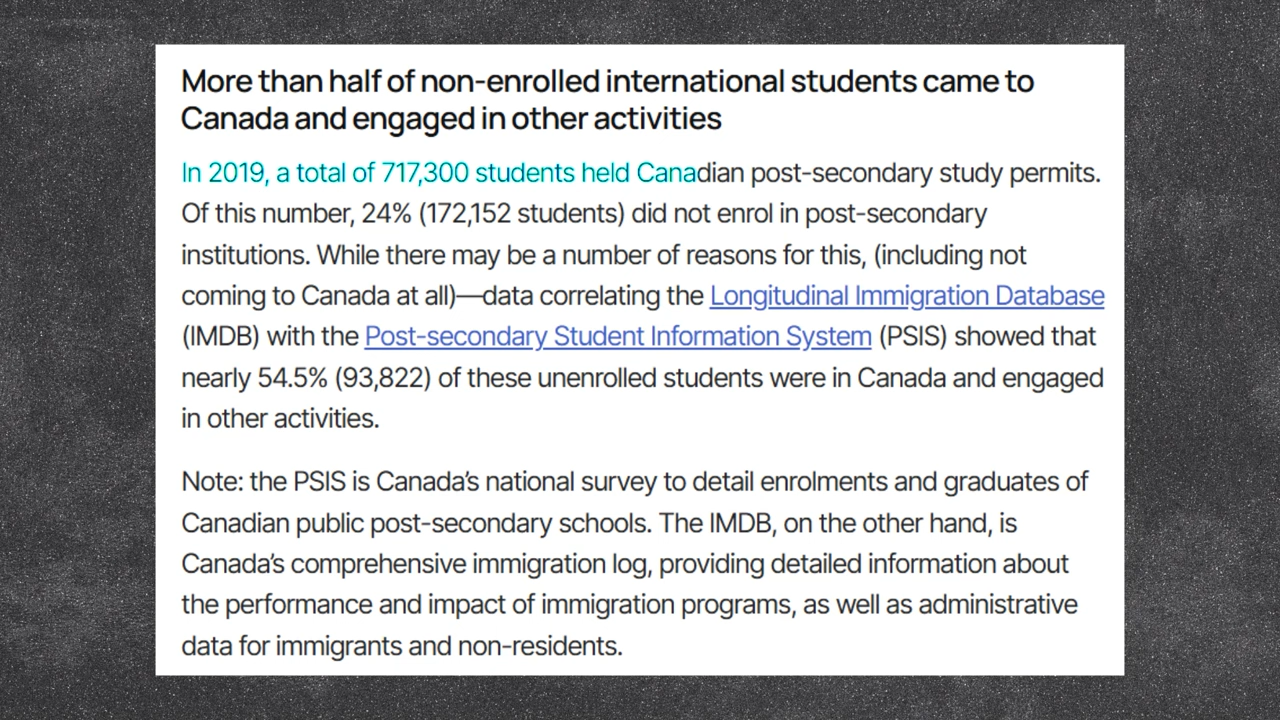 More than half of non-enrolled international students came to
Canada and engaged in other activities
In 2019, a total of 717,300 students held Canadian post-secondary study permits.
Of this number, 24% (172,152 students) did not enrol in post-secondary
institutions. While there may be a number of reasons for this, (including not
coming to Canada at all)—data correlating the Longitudinal Immigration Database
(IMDB) with the Post-secondary Student Information System (PSIS) showed that
nearly 54.5% (93,822) of these unenrolled students were in Canada and engaged
in other activities.
Note: the PSIS is Canada’s national survey to detail enrolments and graduates of
Canadian public post-secondary schools. The IMDB, on the other hand, is
Canada’s comprehensive immigration log, providing detailed information about
the performance and impact of immigration programs, as well as administrative
data for immigrants and non-residents.